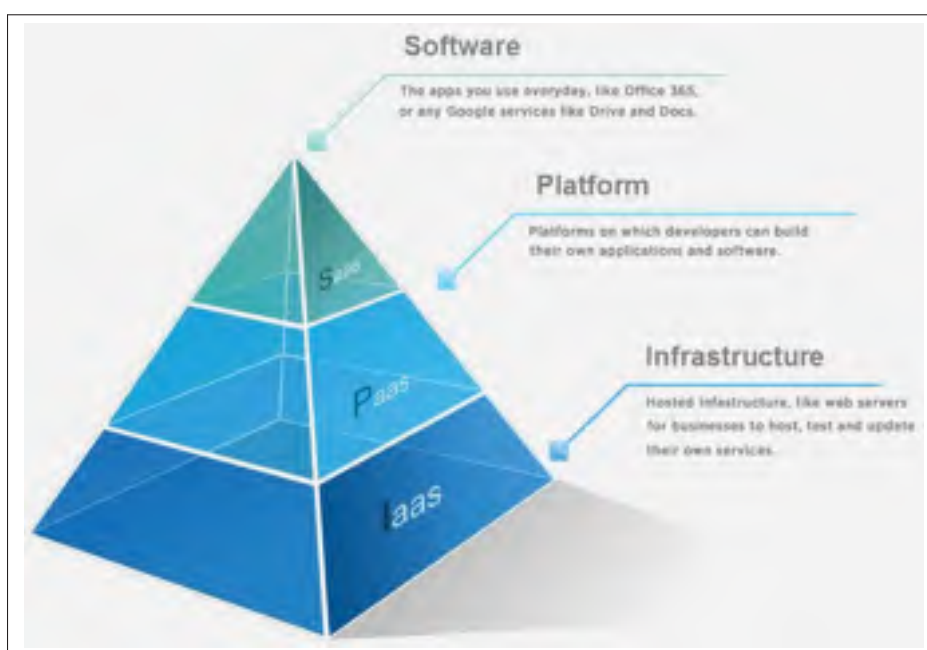 Software
The apps you use everyday, like Office 365,
or any Google services like Drive and Docs.
Saas
Platform
Platforms on which developers can build
their own applications and software.
Paas
Infrastructure
Hosted Infastructure, like web servers
for businesses to host, test and update
their own services.
Iaas